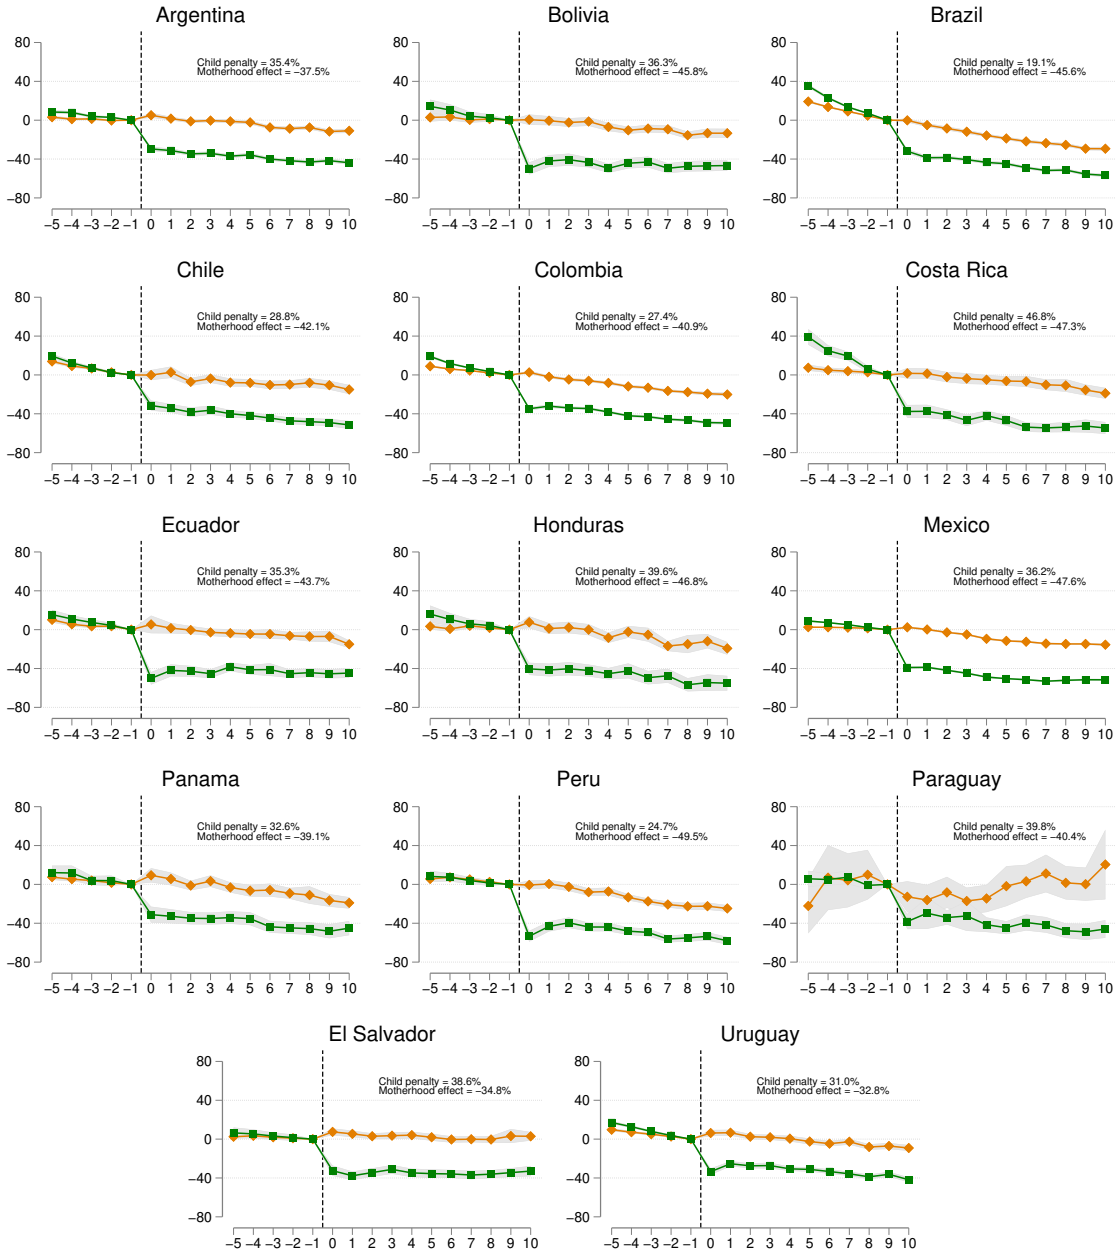 Argentina
Bolivia
Brazil
80
40
0
−40
−80
Child penalty = 35.4%
Motherhood effect = −37.5%
−5 −4 −3 −2 −1 0 1 2 3 4 5 6 7 8 9 10
80
40
0
−40
−80
Child penalty = 36.3%
Motherhood effect = −45.8%
−5 −4 −3 −2 −1 0 1 2 3 4 5 6 7 8 9 10
80
40
0
−40
−80
Child penalty = 19.1%
Motherhood effect = −45.6%
−5 −4 −3 −2 −1 0 1 2 3 4 5 6 7 8 9 10
Chile
Colombia
Costa Rica
80
40
0
−40
−80
Child penalty = 28.8%
Motherhood effect = −42.1%
−5 −4 −3 −2 −1 0 1 2 3 4 5 6 7 8 9 10
80
40
0
−40
−80
Child penalty = 27.4%
Motherhood effect = −40.9%
−5 −4 −3 −2 −1 0 1 2 3 4 5 6 7 8 9 10
80
40
0
−40
−80
Child penalty = 46.8%
Motherhood effect = −47.3%
−5 −4 −3 −2 −1 0 1 2 3 4 5 6 7 8 9 10
Ecuador
Honduras
Mexico
80
40
0
−40
−80
Child penalty = 35.3%
Motherhood effect = −43.7%
−5 −4 −3 −2 −1 0 1 2 3 4 5 6 7 8 9 10
80
40
0
−40
−80
Child penalty = 39.6%
Motherhood effect = −46.8%
−5 −4 −3 −2 −1 0 1 2 3 4 5 6 7 8 9 10
80
40
0
−40
−80
Child penalty = 36.2%
Motherhood effect = −47.6%
−5 −4 −3 −2 −1 0 1 2 3 4 5 6 7 8 9 10
Panama
Peru
Paraguay
80
40
0
−40
−80
Child penalty = 32.6%
Motherhood effect = −39.1%
−5 −4 −3 −2 −1 0 1 2 3 4 5 6 7 8 9 10
80
40
0
−40
−80
Child penalty = 24.7%
Motherhood effect = −49.5%
−5 −4 −3 −2 −1 0 1 2 3 4 5 6 7 8 9 10
80
40
0
−40
−80
Child penalty = 39.8%
Motherhood effect = −40.4%
−5 −4 −3 −2 −1 0 1 2 3 4 5 6 7 8 9 10
El Salvador
Uruguay
80
40
0
−40
−80
Child penalty = 38.6%
Motherhood effect = −34.8%
−5 −4 −3 −2 −1 0 1 2 3 4 5 6 7 8 9 10
80
40
0
−40
−80
Child penalty = 31.0%
Motherhood effect = −32.8%
−5 −4 −3 −2 −1 0 1 2 3 4 5 6 7 8 9 10